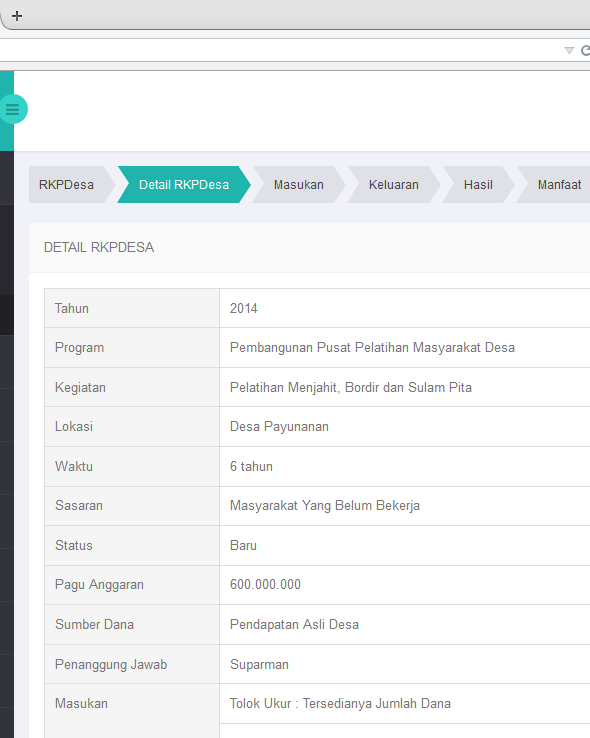 RKPDesa Detail RKPDesa Masukan Keluaran Hasil Manfaat
DETAIL RKPDESA
Tahun 2014
Program Pembangunan Pusat Pelatihan Masyarakat Desa
Kegiatan Pelatihan Menjahit, Bordir dan Sulam Pita
Lokasi Desa Payunanan
Waktu 6 tahun
Sasaran Masyarakat Yang Belum Bekerja
Status Baru
Pagu Anggaran 600.000.000
Sumber Dana Pendapatan Asli Desa
Penanggung Jawab Suparman
Masukan Tolok Ukur : Tersedianya Jumlah Dana